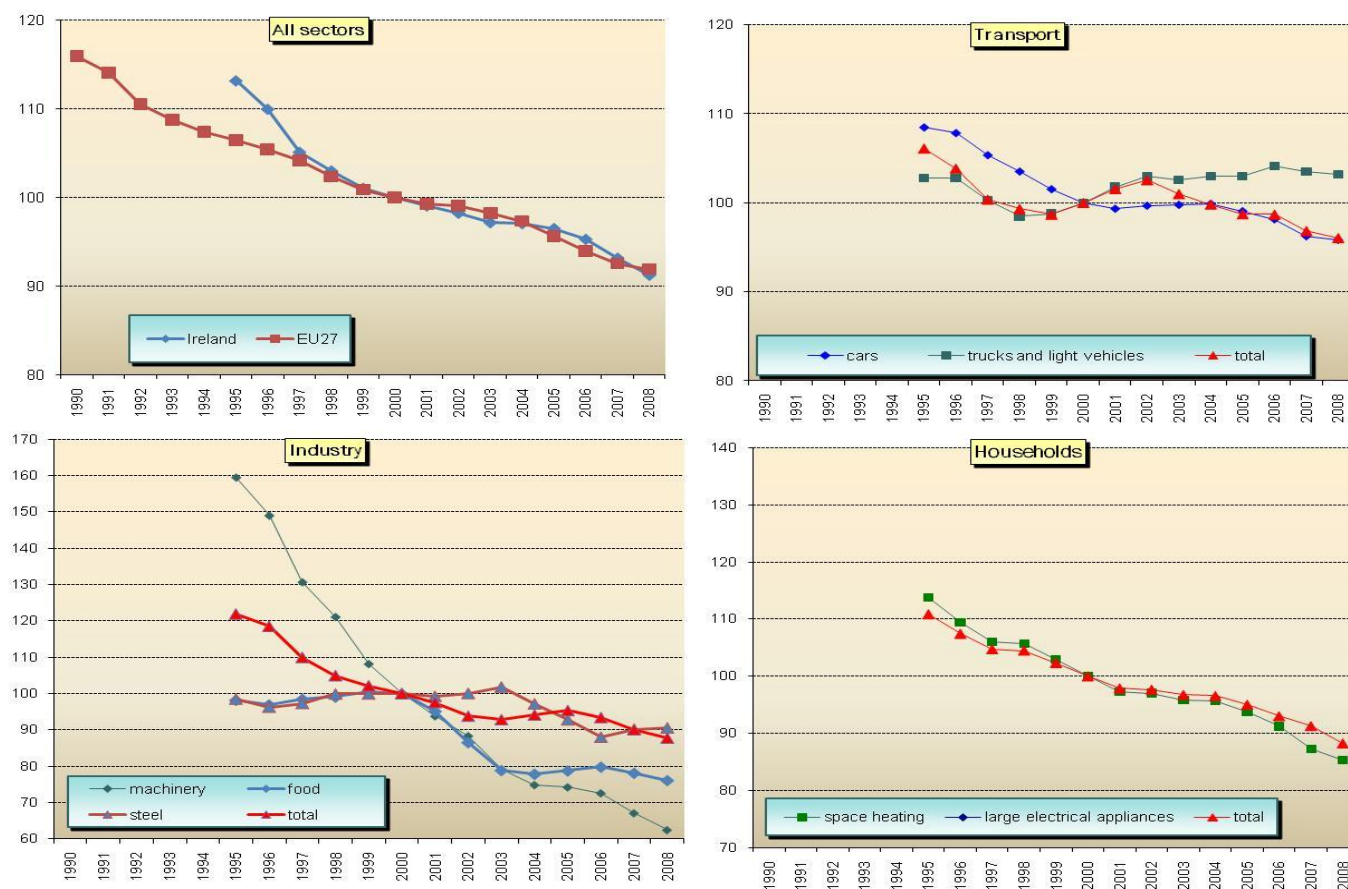 All sectors
120
110
100
90
80
Ireland EU27
1990 1991 1992 1993 1994 1995 1996 1997 1998 1999 2000 2001 2002 2003 2004 2005 2006 2007 2008
Transport
120
110
100
90
80
cars trucks and light vehicles total
1990 1991 1992 1993 1994 1995 1996 1997 1998 1999 2000 2001 2002 2003 2004 2005 2006 2007 2008
Industry
170
160
150
140
130
120
110
100
90
80
70
60
machinery food
steel total
1990 1991 1992 1993 1994 1995 1996 1997 1998 1999 2000 2001 2002 2003 2004 2005 2006 2007 2008
Households
140
130
120
110
100
90
80
70
space heating large electrical appliances total
1990 1991 1992 1993 1994 1995 1996 1997 1998 1999 2000 2001 2002 2003 2004 2005 2006 2007 2008